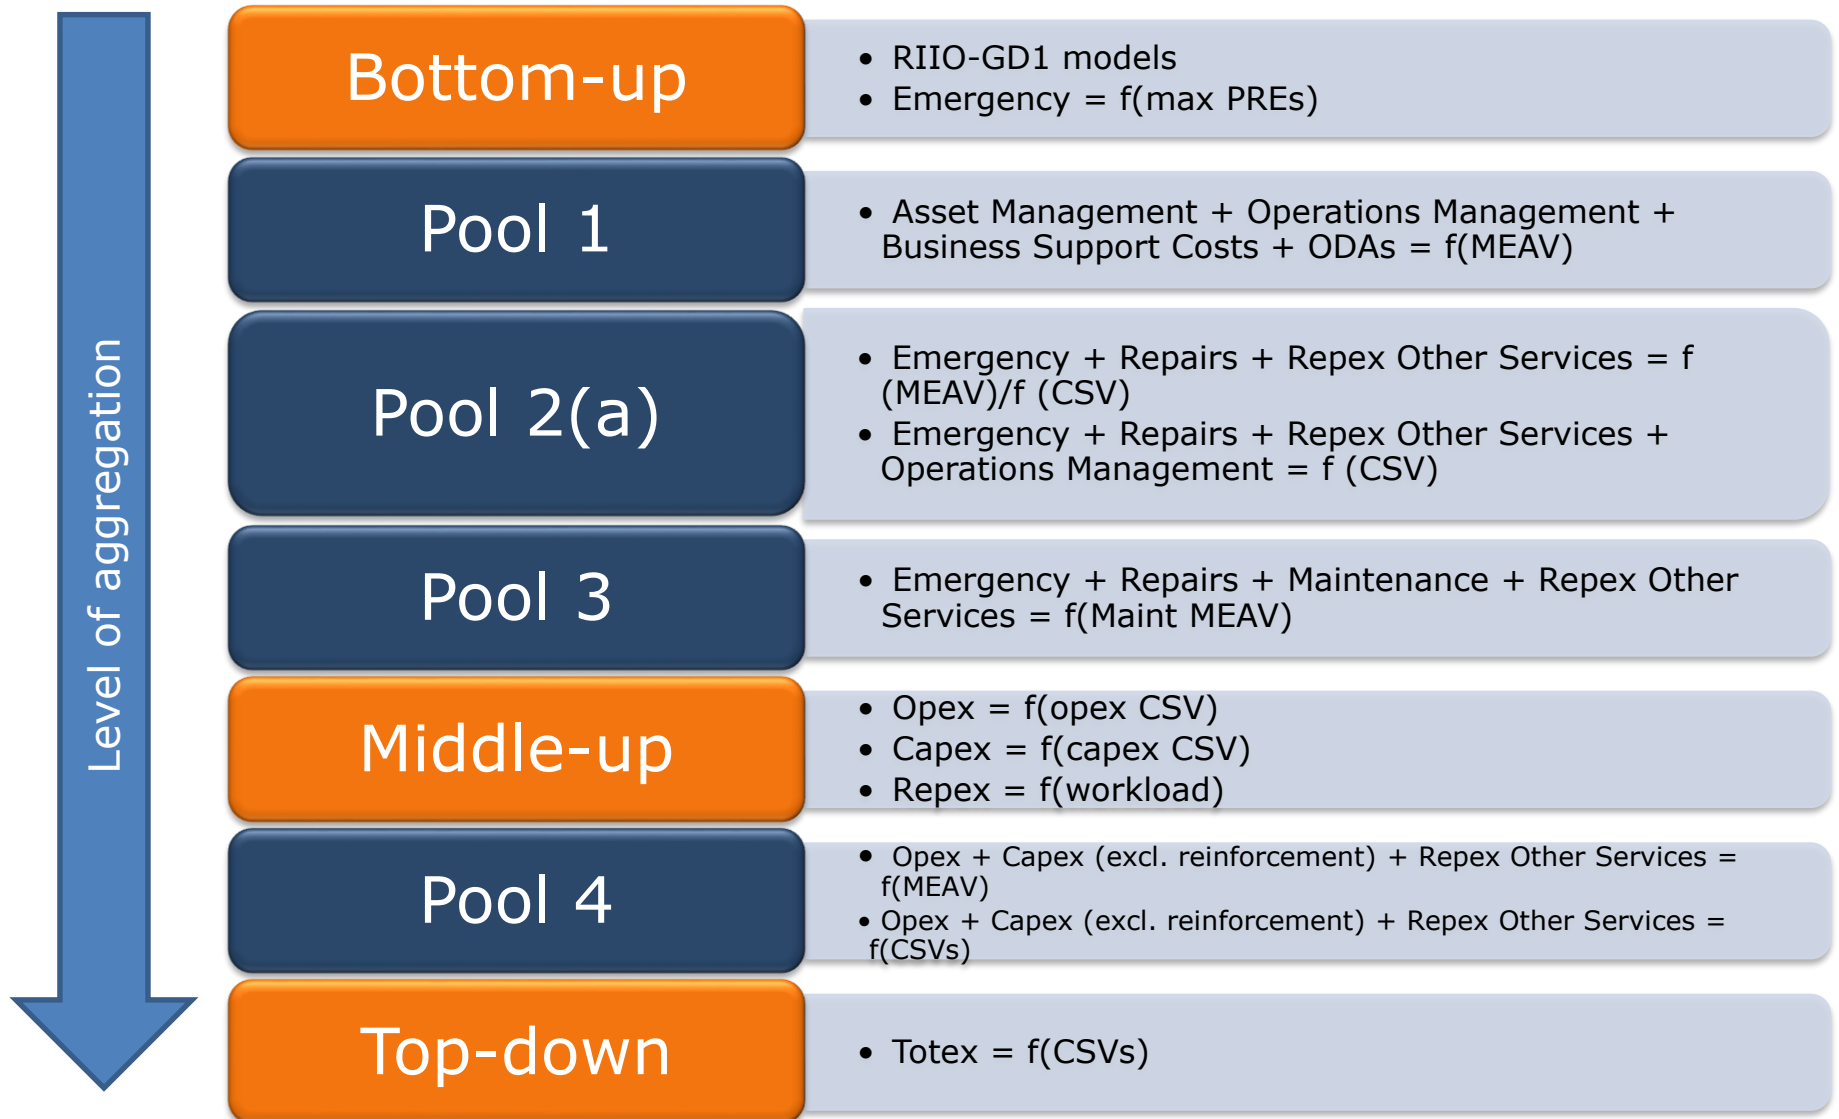 Level of aggregation
Bottom-up
• RIIO-GD1 models
• Emergency = f(max PREs)
Pool 1
• Asset Management + Operations Management +
Business Support Costs + ODAs = f(MEAV)
Pool 2(a)
• Emergency + Repairs + Repex Other Services = f
(MEAV)/f (CSV)
• Emergency + Repairs + Repex Other Services +
Operations Management = f (CSV)
Pool 3
• Emergency + Repairs + Maintenance + Repex Other
Services = f(Maint MEAV)
Middle-up
• Opex = f(opex CSV)
• Capex = f(capex CSV)
• Repex = f(workload)
Pool 4
• Opex + Capex (excl. reinforcement) + Repex Other Services =
f(MEAV)
• Opex + Capex (excl. reinforcement) + Repex Other Services =
f(CSVs)
Top-down
• Totex = f(CSVs)